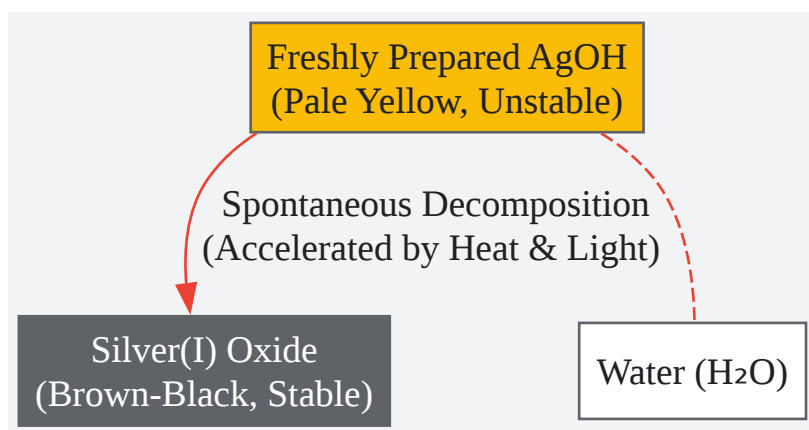 Freshly Prepared AgOH
(Pale Yellow, Unstable)
Spontaneous Decomposition
(Accelerated by Heat & Light)
Silver(I) Oxide
(Brown-Black, Stable)
Water (H₂O)